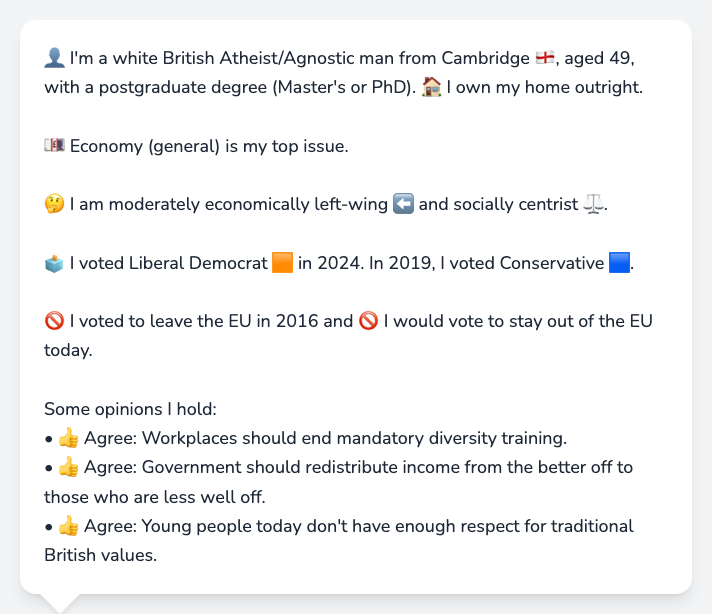 👤 I'm a white British Atheist/Agnostic man from Cambridge 🏴󠁧󠁢󠁥󠁮󠁧󠁿, aged 49,
with a postgraduate degree (Master's or PhD). 🏠 I own my home outright.
💷 Economy (general) is my top issue.
🤔 I am moderately economically left-wing ⬅️ and socially centrist ⚖️.
🗳️ I voted Liberal Democrat 🟧 in 2024. In 2019, I voted Conservative 🟦.
🚫 I voted to leave the EU in 2016 and 🚫 I would vote to stay out of the EU
today.
Some opinions I hold:
• 👍 Agree: Workplaces should end mandatory diversity training.
• 👍 Agree: Government should redistribute income from the better off to
those who are less well off.
• 👍 Agree: Young people today don't have enough respect for traditional
British values.